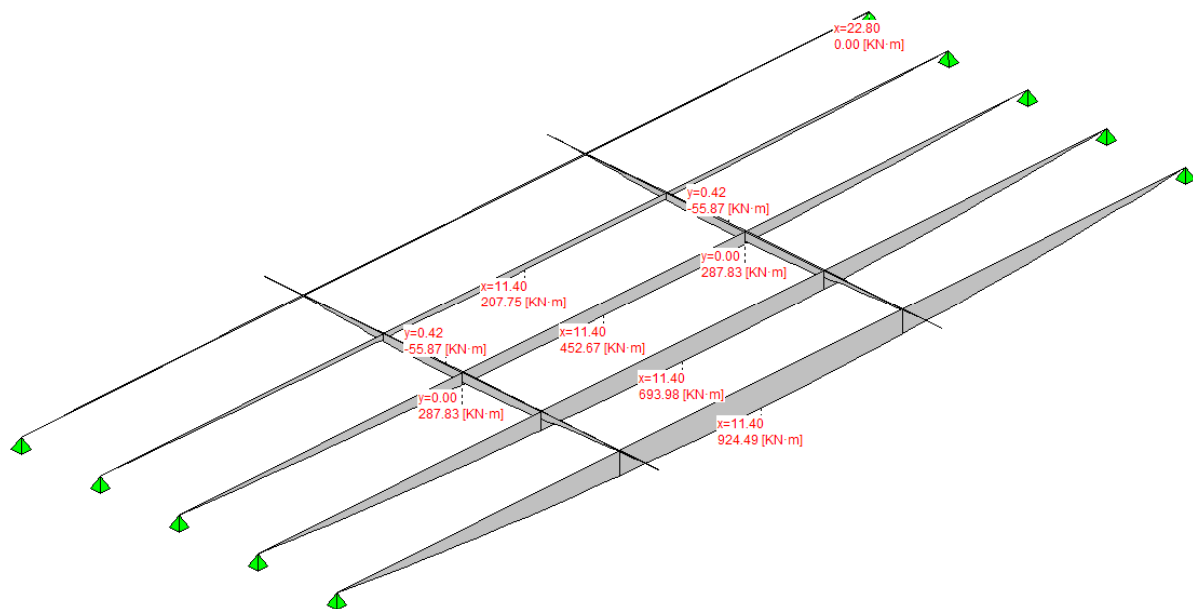 x=22.80
0.00 [KN·m]
y=0.42
-55.87 [KN·m]
y=0.00
287.83 [KN·m]
x=11.40
207.75 [KN·m]
x=11.40
452.67 [KN·m]
y=0.42
-55.87 [KN·m]
x=11.40
693.98 [KN·m]
y=0.00
287.83 [KN·m]
x=11.40
924.49 [KN·m]